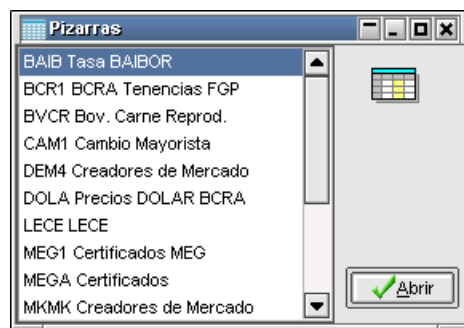 Pizarras
BAIB Tasa BAIBOR
BCR1 BCRA Tenencias FGP
BVCR Bov. Carne Reprod.
CAM1 Cambio Mayorista
DEM4 Creadores de Mercado
DOLA Precios DOLAR BCRA
LECE LECE
MEG1 Certificados MEG
MEGA Certificados
MKMK Creadores de Mercado
Abrir